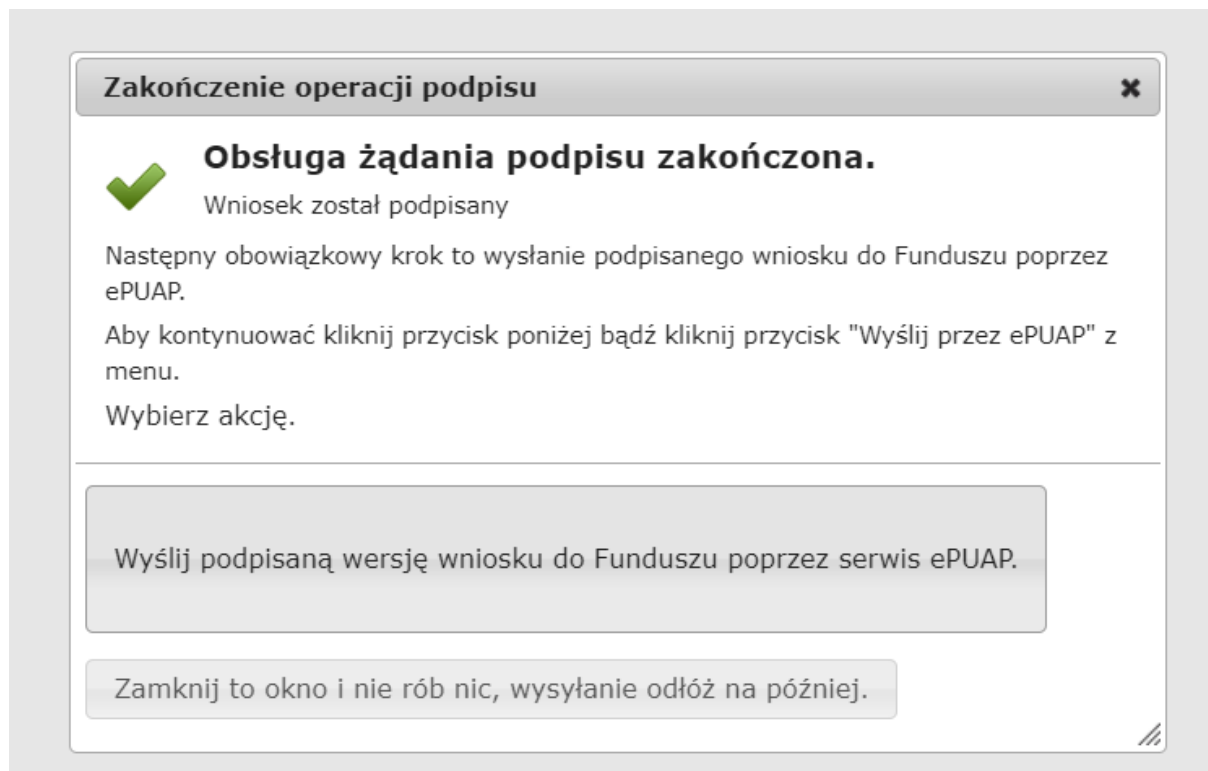 Zakończenie operacji podpisu
Obsługa żądania podpisu zakończona.
Wniosek został podpisany
Następny obowiązkowy krok to wysłanie podpisanego wniosku do Funduszu poprzez
ePUAP.
Aby kontynuować kliknij przycisk poniżej bądź kliknij przycisk "Wyślij przez ePUAP" z
menu.
Wybierz akcję.
Wyślij podpisaną wersję wniosku do Funduszu poprzez serwis ePUAP.
Zamknij to okno i nie rób nic, wysyłanie odłóż na później.